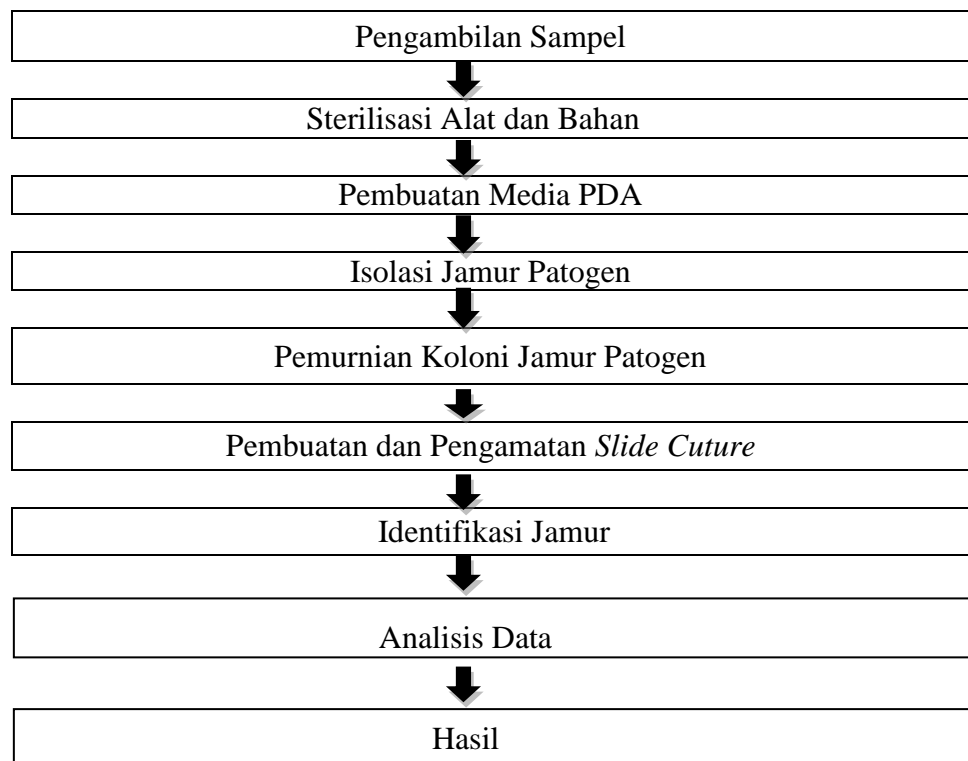 Pengambilan Sampel
Sterilisasi Alat dan Bahan
Pembuatan Media PDA
Isolasi Jamur Patogen
Pemurnian Koloni Jamur Patogen
Pembuatan dan Pengamatan Slide Cuture
Identifikasi Jamur
Analisis Data
Hasil